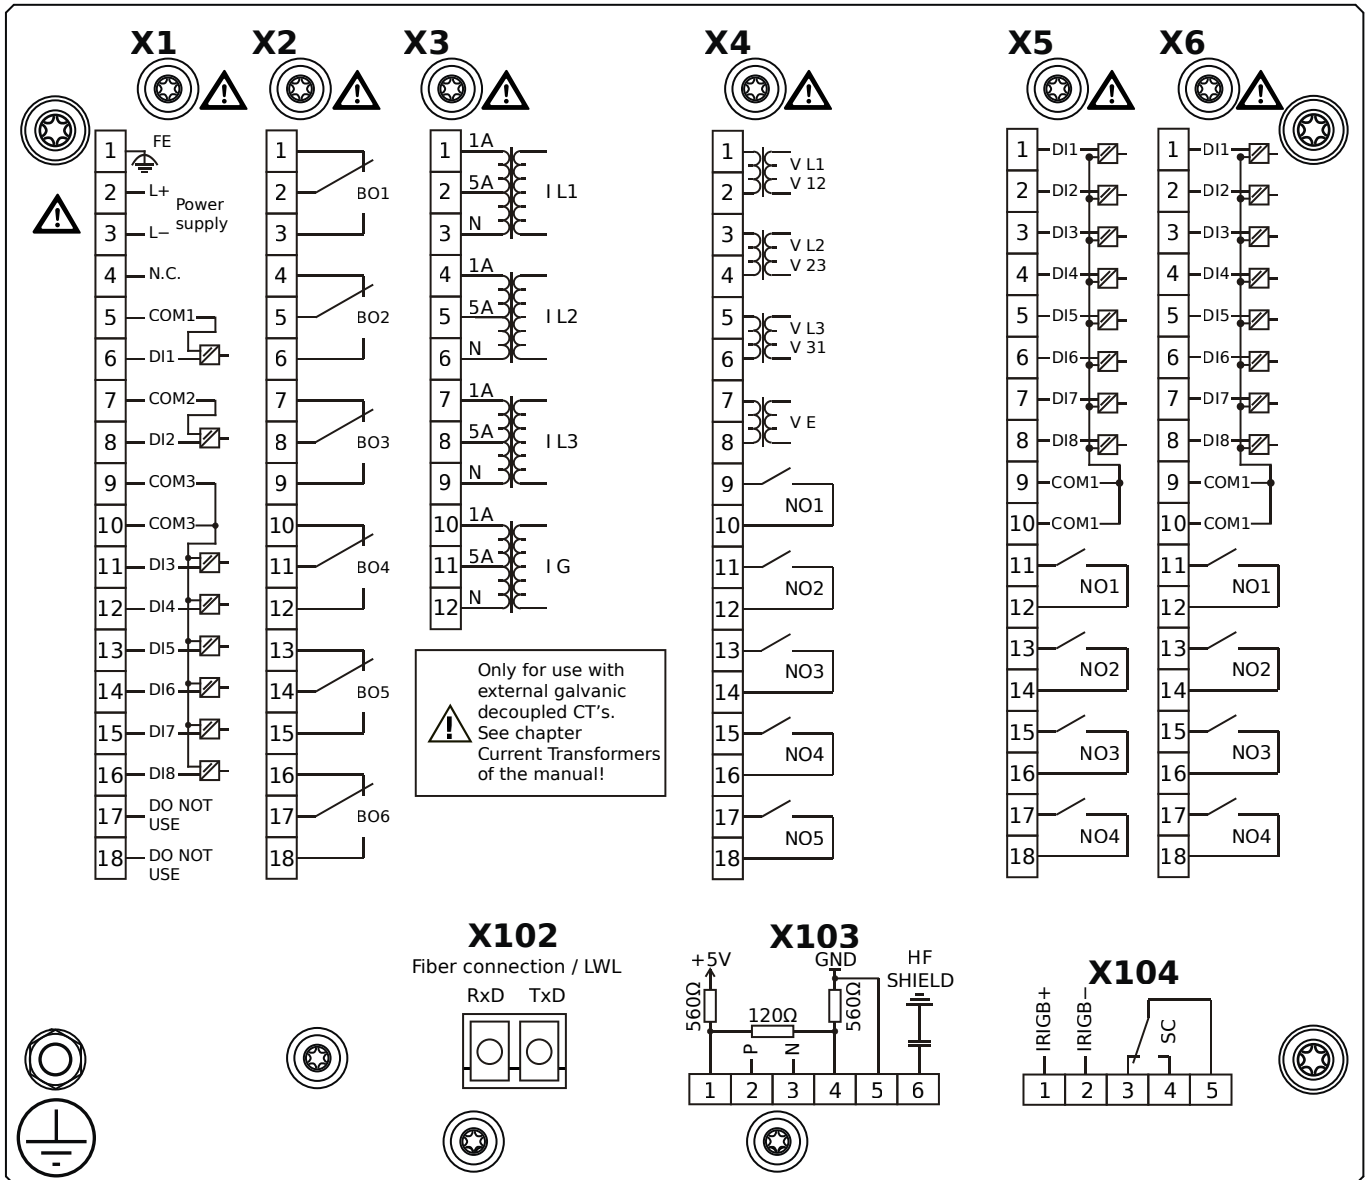 X1 X2 X3 X4 X5 X6
1 FE
2 L+
Power
supply
3 L−
4 N.C.
5 COM1
6 DI1
7 COM2
8 DI2
9 COM3
10 COM3
11 DI3
12 DI4
13 DI5
14 DI6
15 DI7
16 DI8
17 DO NOT
USE
18 DO NOT
USE
1
2 BO1
3
4
5 BO2
6
7
8 BO3
9
10
11 BO4
12
13
14 BO5
15
16
17 BO6
18
1 1A
2 5A I L1
3 N
4 1A
5 5A I L2
6 N
7 1A
8 5A I L3
9 N
10 1A
11 5A I G
12 N
Only for use with
external galvanic
decoupled CT's.
See chapter
Current Transformers
of the manual!
1 V L1
2 V 12
3 V L2
4 V 23
5 V L3
6 V 31
7
V E
8
9
NO1
10
11
NO2
12
13
NO3
14
15
NO4
16
17
NO5
18
1 DI1
2 DI2
3 DI3
4 DI4
5 DI5
6 DI6
7 DI7
8 DI8
9 COM1
10 COM1
11
NO1
12
13
NO2
14
15
NO3
16
17
NO4
18
1 DI1
2 DI2
3 DI3
4 DI4
5 DI5
6 DI6
7 DI7
8 DI8
9 COM1
10 COM1
11
NO1
12
13
NO2
14
15
NO3
16
17
NO4
18
X102
Fiber connection / LWL
RxD TxD
X103
+5V GND HF
SHIELD
560Ω 120Ω 560Ω
P N
1 2 3 4 5 6
X104
IRIGB+ IRIGB− SC
1 2 3 4 5